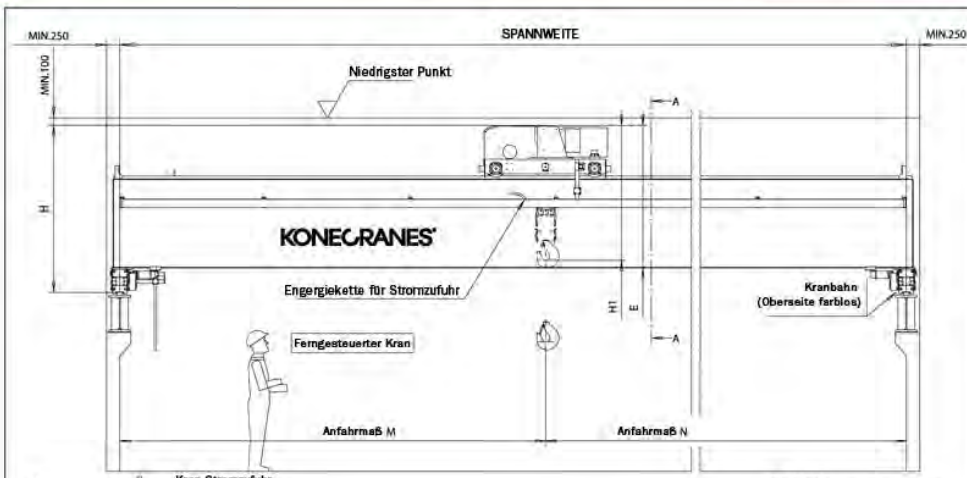 MIN.250
SPANNWEITE
MIN.250
MIN.100
Niedrigster Punkt
A
H
KONECRANES
Engergiekette für Stromzufuhr
H1
E
Kranbahn
(Oberseite farblos)
Ferngesteuerter Kran
A
Anfahrmaß M
Anfahrmaß N